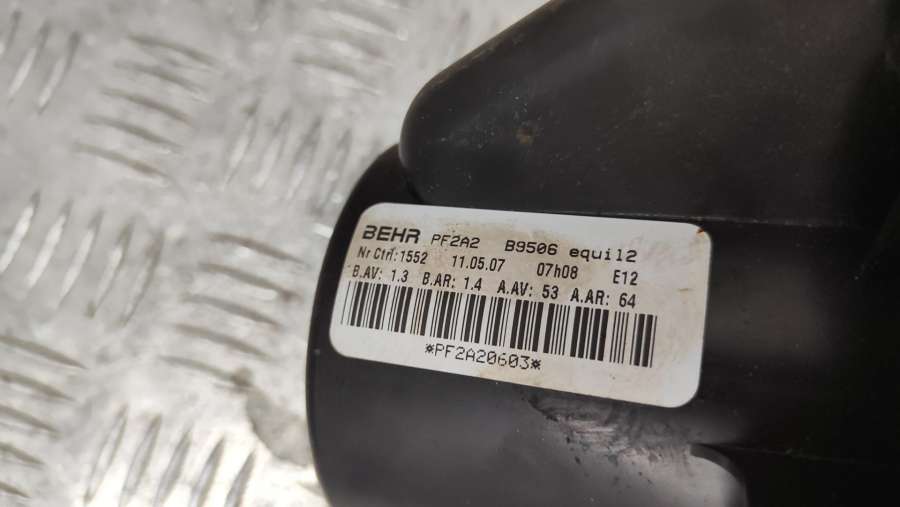 BEHR PF2A2 B9506 equil2
Nr Ctrl:1552 11.05.07 07h08 E12
B.AV: 1.3 B.AR: 1.4 A.AV: 53 A.AR: 64
*PF2A20603*